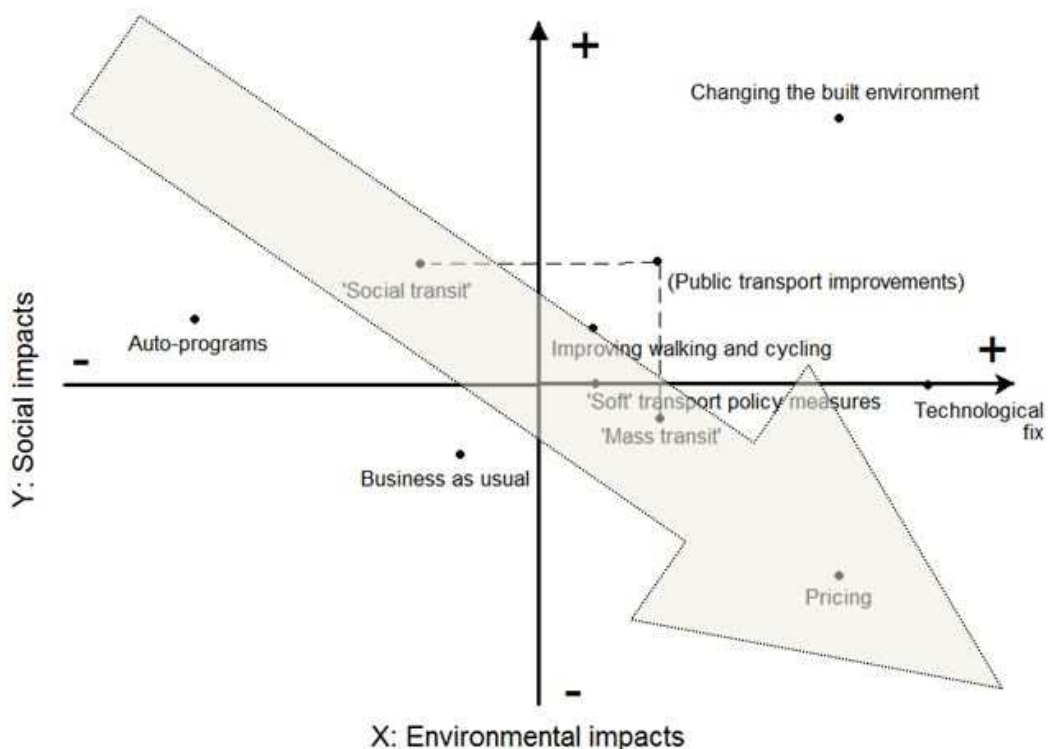 +
Changing the built environment
'Social transit'
(Public transport improvements)
Auto-programs
Improving walking and cycling
-
+
'Soft' transport policy measures
Technological
fix
'Mass transit'
Business as usual
Pricing
-
Y: Social impacts
X: Environmental impacts